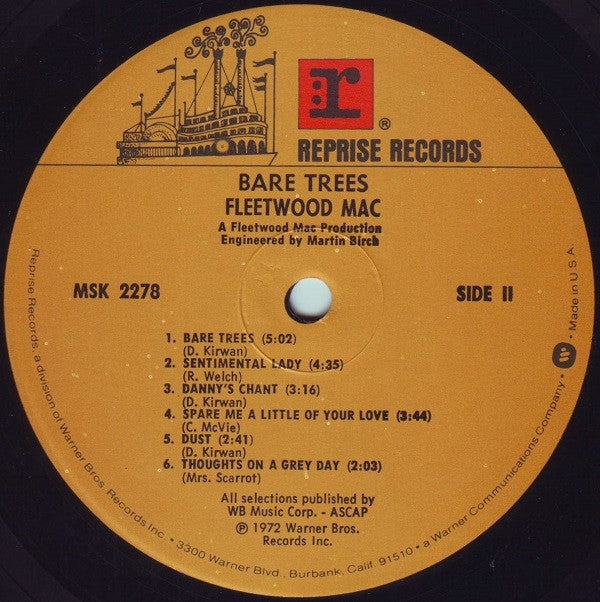 r
®
REPRISE RECORDS
BARE TREES
FLEETWOOD MAC
A Fleetwood Mac Production
Engineered by Martin Birch
MSK 2278
SIDE II
1. BARE TREES (5:02)
(D. Kirwan)
2. SENTIMENTAL LADY (4:35)
(R. Welch)
3. DANNY'S CHANT (3:16)
(D. Kirwan)
4. SPARE ME A LITTLE OF YOUR LOVE (3:44)
(C. McVie)
5. DUST (2:41)
(D. Kirwan)
6. THOUGHTS ON A GREY DAY (2:03)
(Mrs. Scarrot)
All selections published by
WB Music Corp. - ASCAP
℗ 1972 Warner Bros.
Records Inc.
Reprise Records, a division of Warner Bros. Records Inc. • 3300 Warner Blvd., Burbank, Calif. 91510 • a Warner Communications Company • Made in U.S.A.